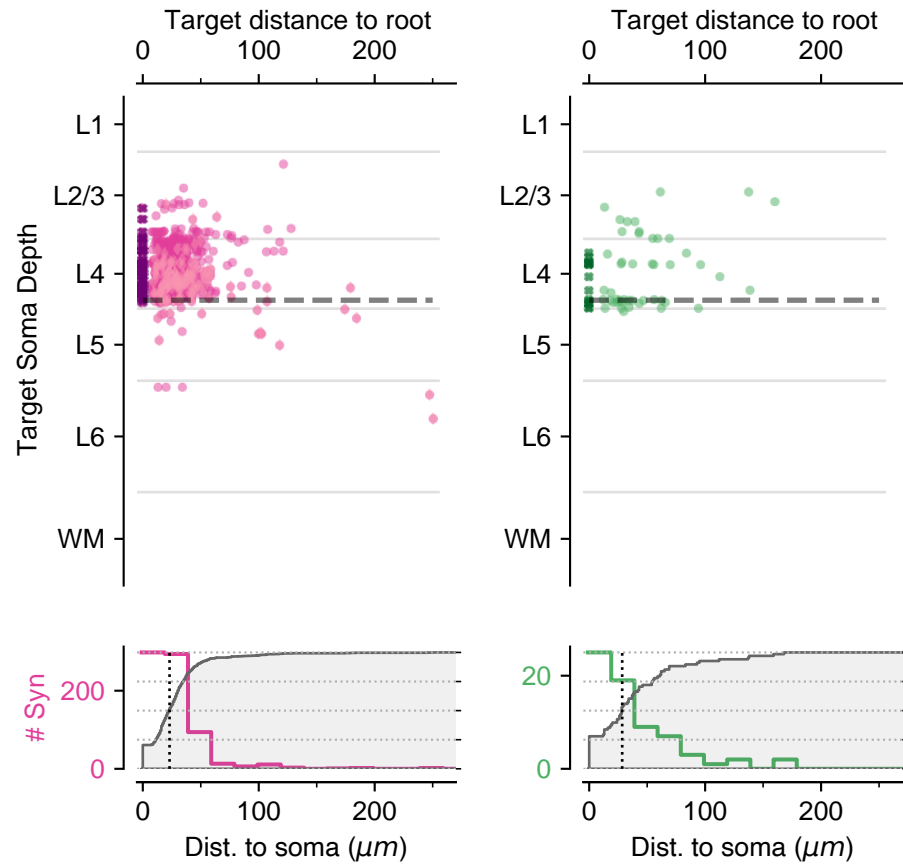 Target distance to root
Target distance to root
0 100 200
0 100 200
L1
L2/3
L4
L5
L6
WM
Target Soma Depth
L1
L2/3
L4
L5
L6
WM
# Syn
200
0
20
0
0 100 200
0 100 200
Dist. to soma (μm)
Dist. to soma (μm)